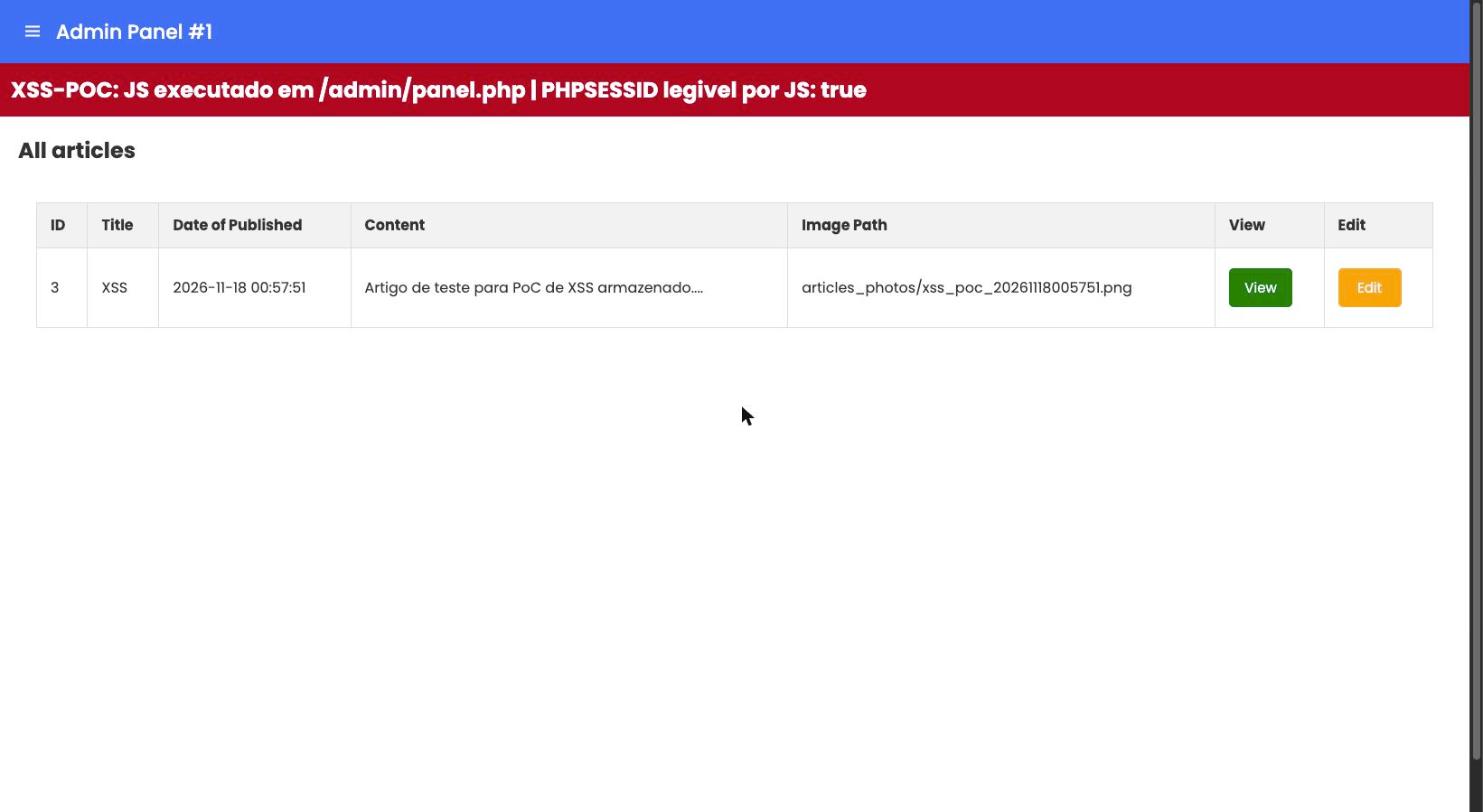 Admin Panel #1
XSS-POC: JS executado em /admin/panel.php | PHPSESSID legivel por JS: true
All articles
ID Title Date of Published Content Image Path View Edit
3 XSS 2026-11-18 00:57:51 Artigo de teste para PoC de XSS armazenado.... articles_photos/xss_poc_20261118005751.png View Edit